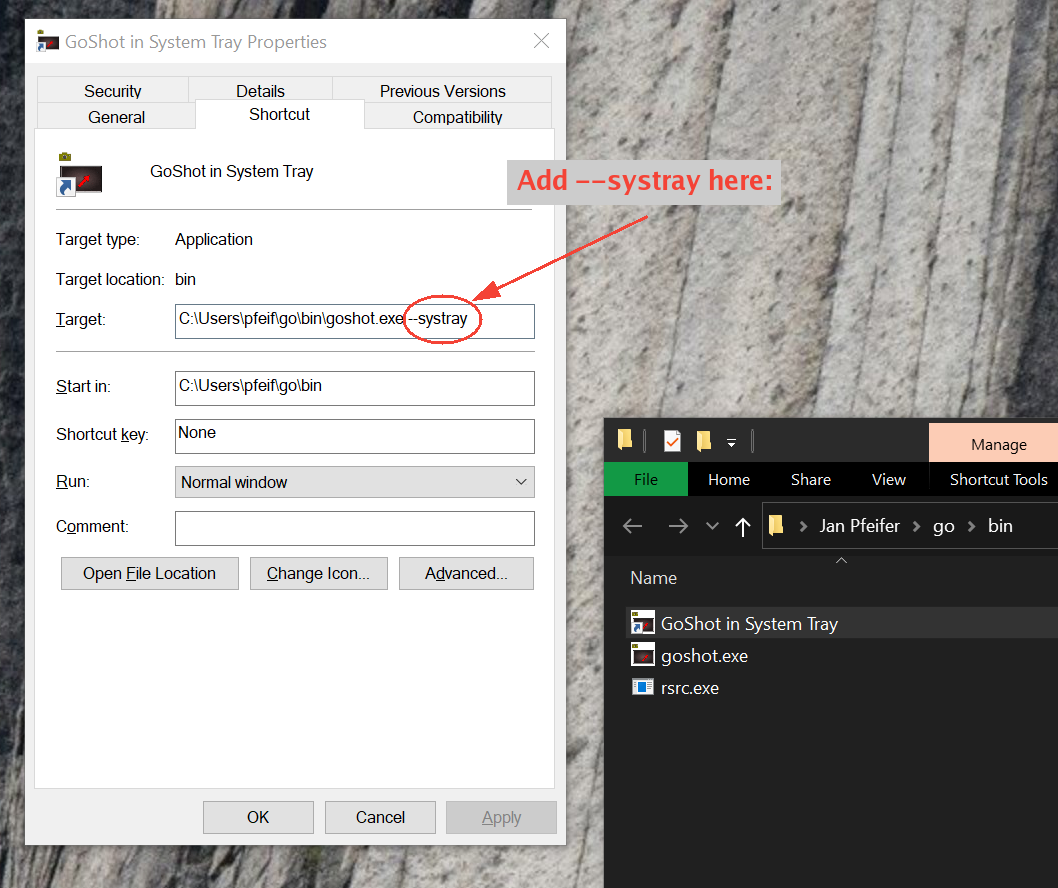 GoShot in System Tray Properties
Security Details Previous Versions
General Shortcut Compatibility
GoShot in System Tray
Add --systray here:
Target type: Application
Target location: bin
Target: C:\Users\pfeif\go\bin\goshot.exe --systray
Start in: C:\Users\pfeif\go\bin
Shortcut key: None
Run: Normal window
Comment:
Open File Location Change Icon... Advanced...
OK Cancel Apply
Manage
File Home Share View Shortcut Tools
Jan Pfeifer go bin
Name
GoShot in System Tray
goshot.exe
rsrc.exe